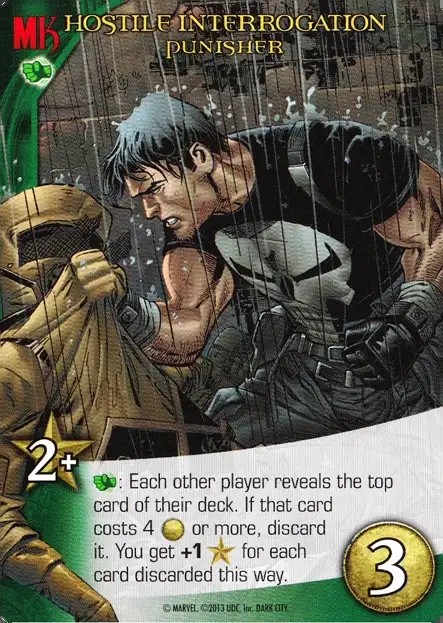 MK HOSTILE INTERROGATION
PUNISHER
2+
: Each other player reveals the top
card of their deck. If that card
costs 4 or more, discard
it. You get +1 for each
card discarded this way.
3
© MARVEL. ©2013 UDC, Inc. DARK CITY.